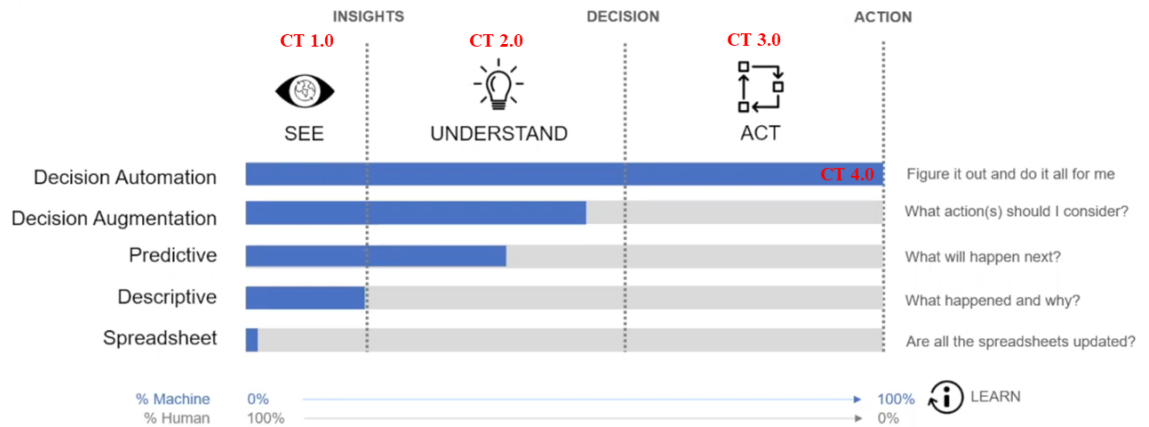 INSIGHTS DECISION ACTION
CT 1.0 CT 2.0 CT 3.0
SEE UNDERSTAND ACT
Decision Automation CT 4.0 Figure it out and do it all for me
Decision Augmentation What action(s) should I consider?
Predictive What will happen next?
Descriptive What happened and why?
Spreadsheet Are all the spreadsheets updated?
% Machine 0% 100% LEARN
% Human 100% 0%